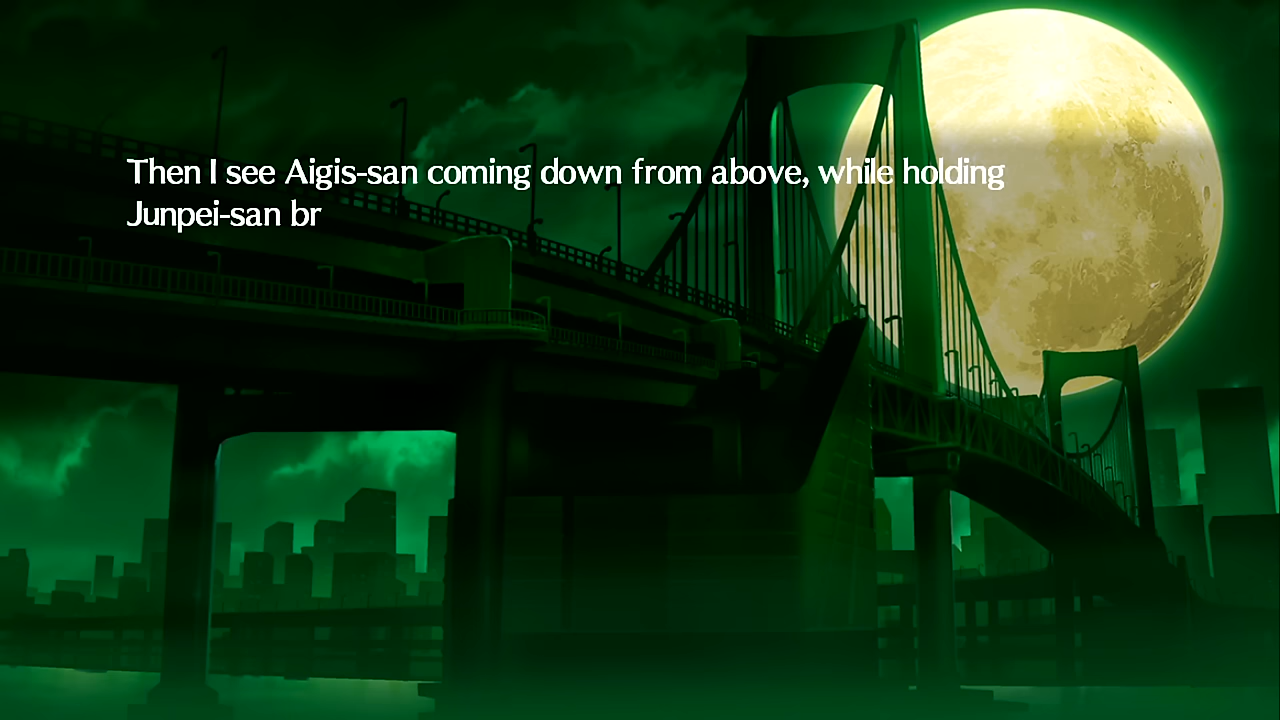 Then I see Aigis-san coming down from above, while holding
Junpei-san br